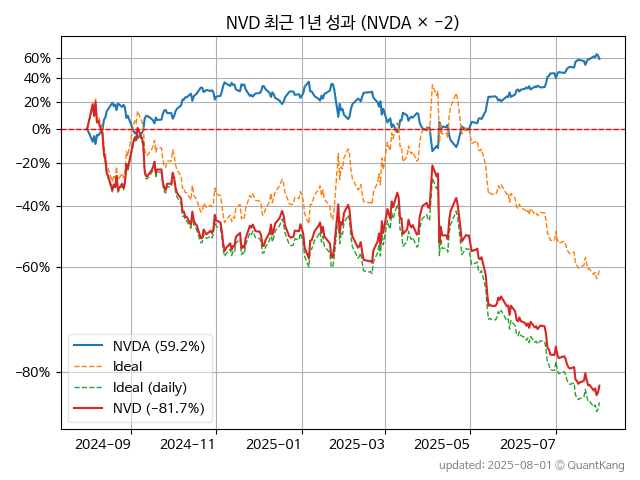 NVD 최근 1년 성과 (NVDA × −2)
60%
40%
20%
0%
−20%
−40%
−60%
−80%
NVDA (59.2%)
Ideal
Ideal (daily)
NVD (−81.7%)
2024−09
2024−11
2025−01
2025−03
2025−05
2025−07
updated: 2025-08-01 © QuantKang